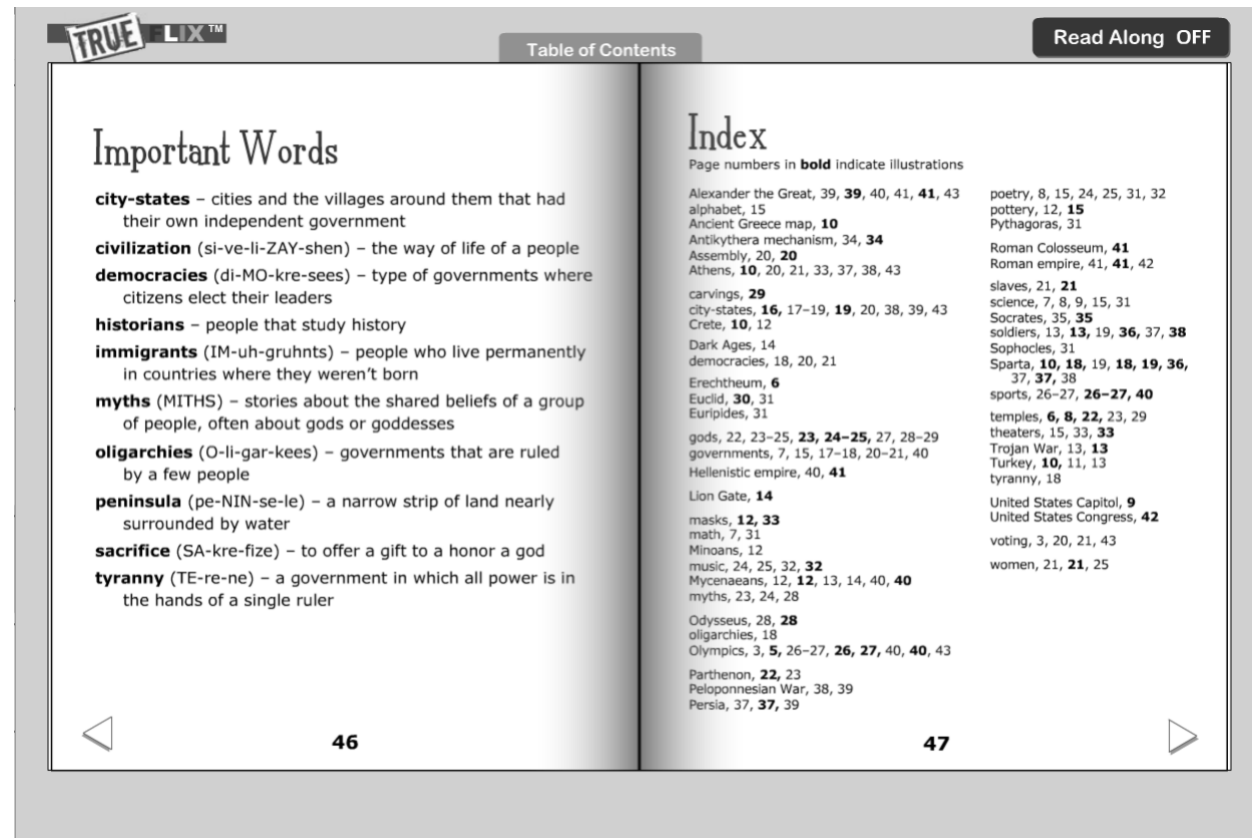 TRUE FLIX™
Table of Contents
Read Along OFF
Important Words
city-states – cities and the villages around them that had
their own independent government
civilization (si-ve-li-ZAY-shen) – the way of life of a people
democracies (di-MO-kre-sees) – type of governments where
citizens elect their leaders
historians – people that study history
immigrants (IM-uh-gruhnts) – people who live permanently
in countries where they weren't born
myths (MITHS) – stories about the shared beliefs of a group
of people, often about gods or goddesses
oligarchies (O-li-gar-kees) – governments that are ruled
by a few people
peninsula (pe-NIN-se-le) – a narrow strip of land nearly
surrounded by water
sacrifice (SA-kre-fize) – to offer a gift to a honor a god
tyranny (TE-re-ne) – a government in which all power is in
the hands of a single ruler
46
Index
Page numbers in bold indicate illustrations
Alexander the Great, 39, 39, 40, 41, 41, 43
alphabet, 15
Ancient Greece map, 10
Antikythera mechanism, 34, 34
Assembly, 20, 20
Athens, 10, 20, 21, 33, 37, 38, 43
carvings, 29
city-states, 16, 17–19, 19, 20, 38, 39, 43
Crete, 10, 12
Dark Ages, 14
democracies, 18, 20, 21
Erechtheum, 6
Euclid, 30, 31
Euripides, 31
gods, 22, 23–25, 23, 24–25, 27, 28–29
governments, 7, 15, 17–18, 20–21, 40
Hellenistic empire, 40, 41
Lion Gate, 14
masks, 12, 33
math, 7, 31
Minoans, 12
music, 24, 25, 32, 32
Mycenaeans, 12, 12, 13, 14, 40, 40
myths, 23, 24, 28
Odysseus, 28, 28
oligarchies, 18
Olympics, 3, 5, 26–27, 26, 27, 40, 40, 43
Parthenon, 22, 23
Peloponnesian War, 38, 39
Persia, 37, 37, 39
poetry, 8, 15, 24, 25, 31, 32
pottery, 12, 15
Pythagoras, 31
Roman Colosseum, 41
Roman empire, 41, 41, 42
slaves, 21, 21
science, 7, 8, 9, 15, 31
Socrates, 35, 35
soldiers, 13, 13, 19, 36, 37, 38
Sophocles, 31
Sparta, 10, 18, 19, 18, 19, 36,
37, 37, 38
sports, 26–27, 26–27, 40
temples, 6, 8, 22, 23, 29
theaters, 15, 33, 33
Trojan War, 13, 13
Turkey, 10, 11, 13
tyranny, 18
United States Capitol, 9
United States Congress, 42
voting, 3, 20, 21, 43
women, 21, 21, 25
47